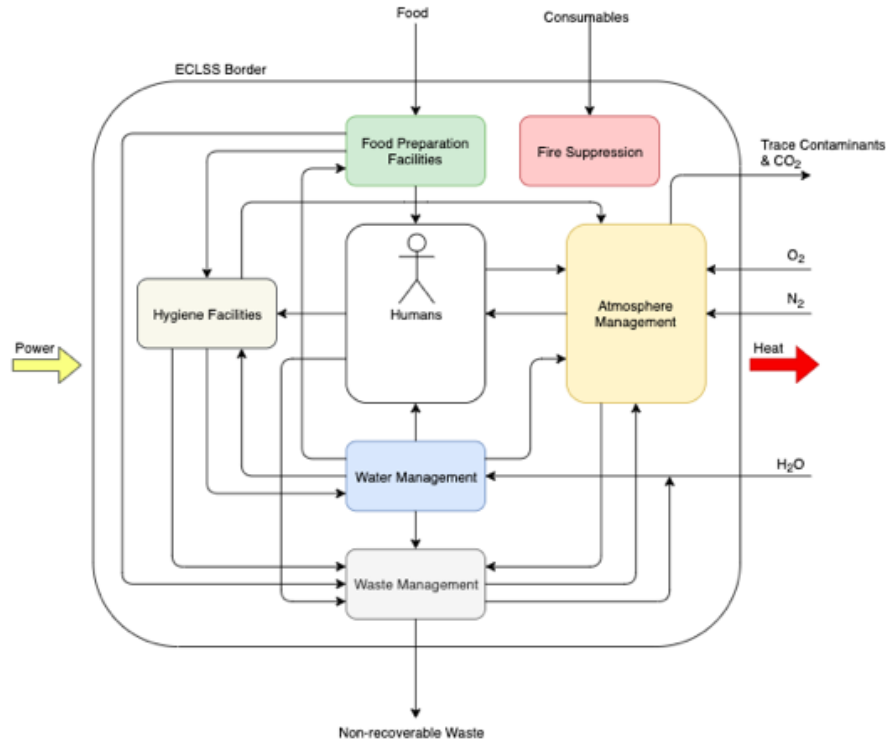 Food
Consumables
ECLSS Border
Food Preparation
Facilities
Fire Suppression
Trace Contaminants
& CO₂
O₂
Hygiene Facilities
Humans
Atmosphere
Management
N₂
Power
Heat
Water Management
H₂O
Waste Management
Non-recoverable Waste